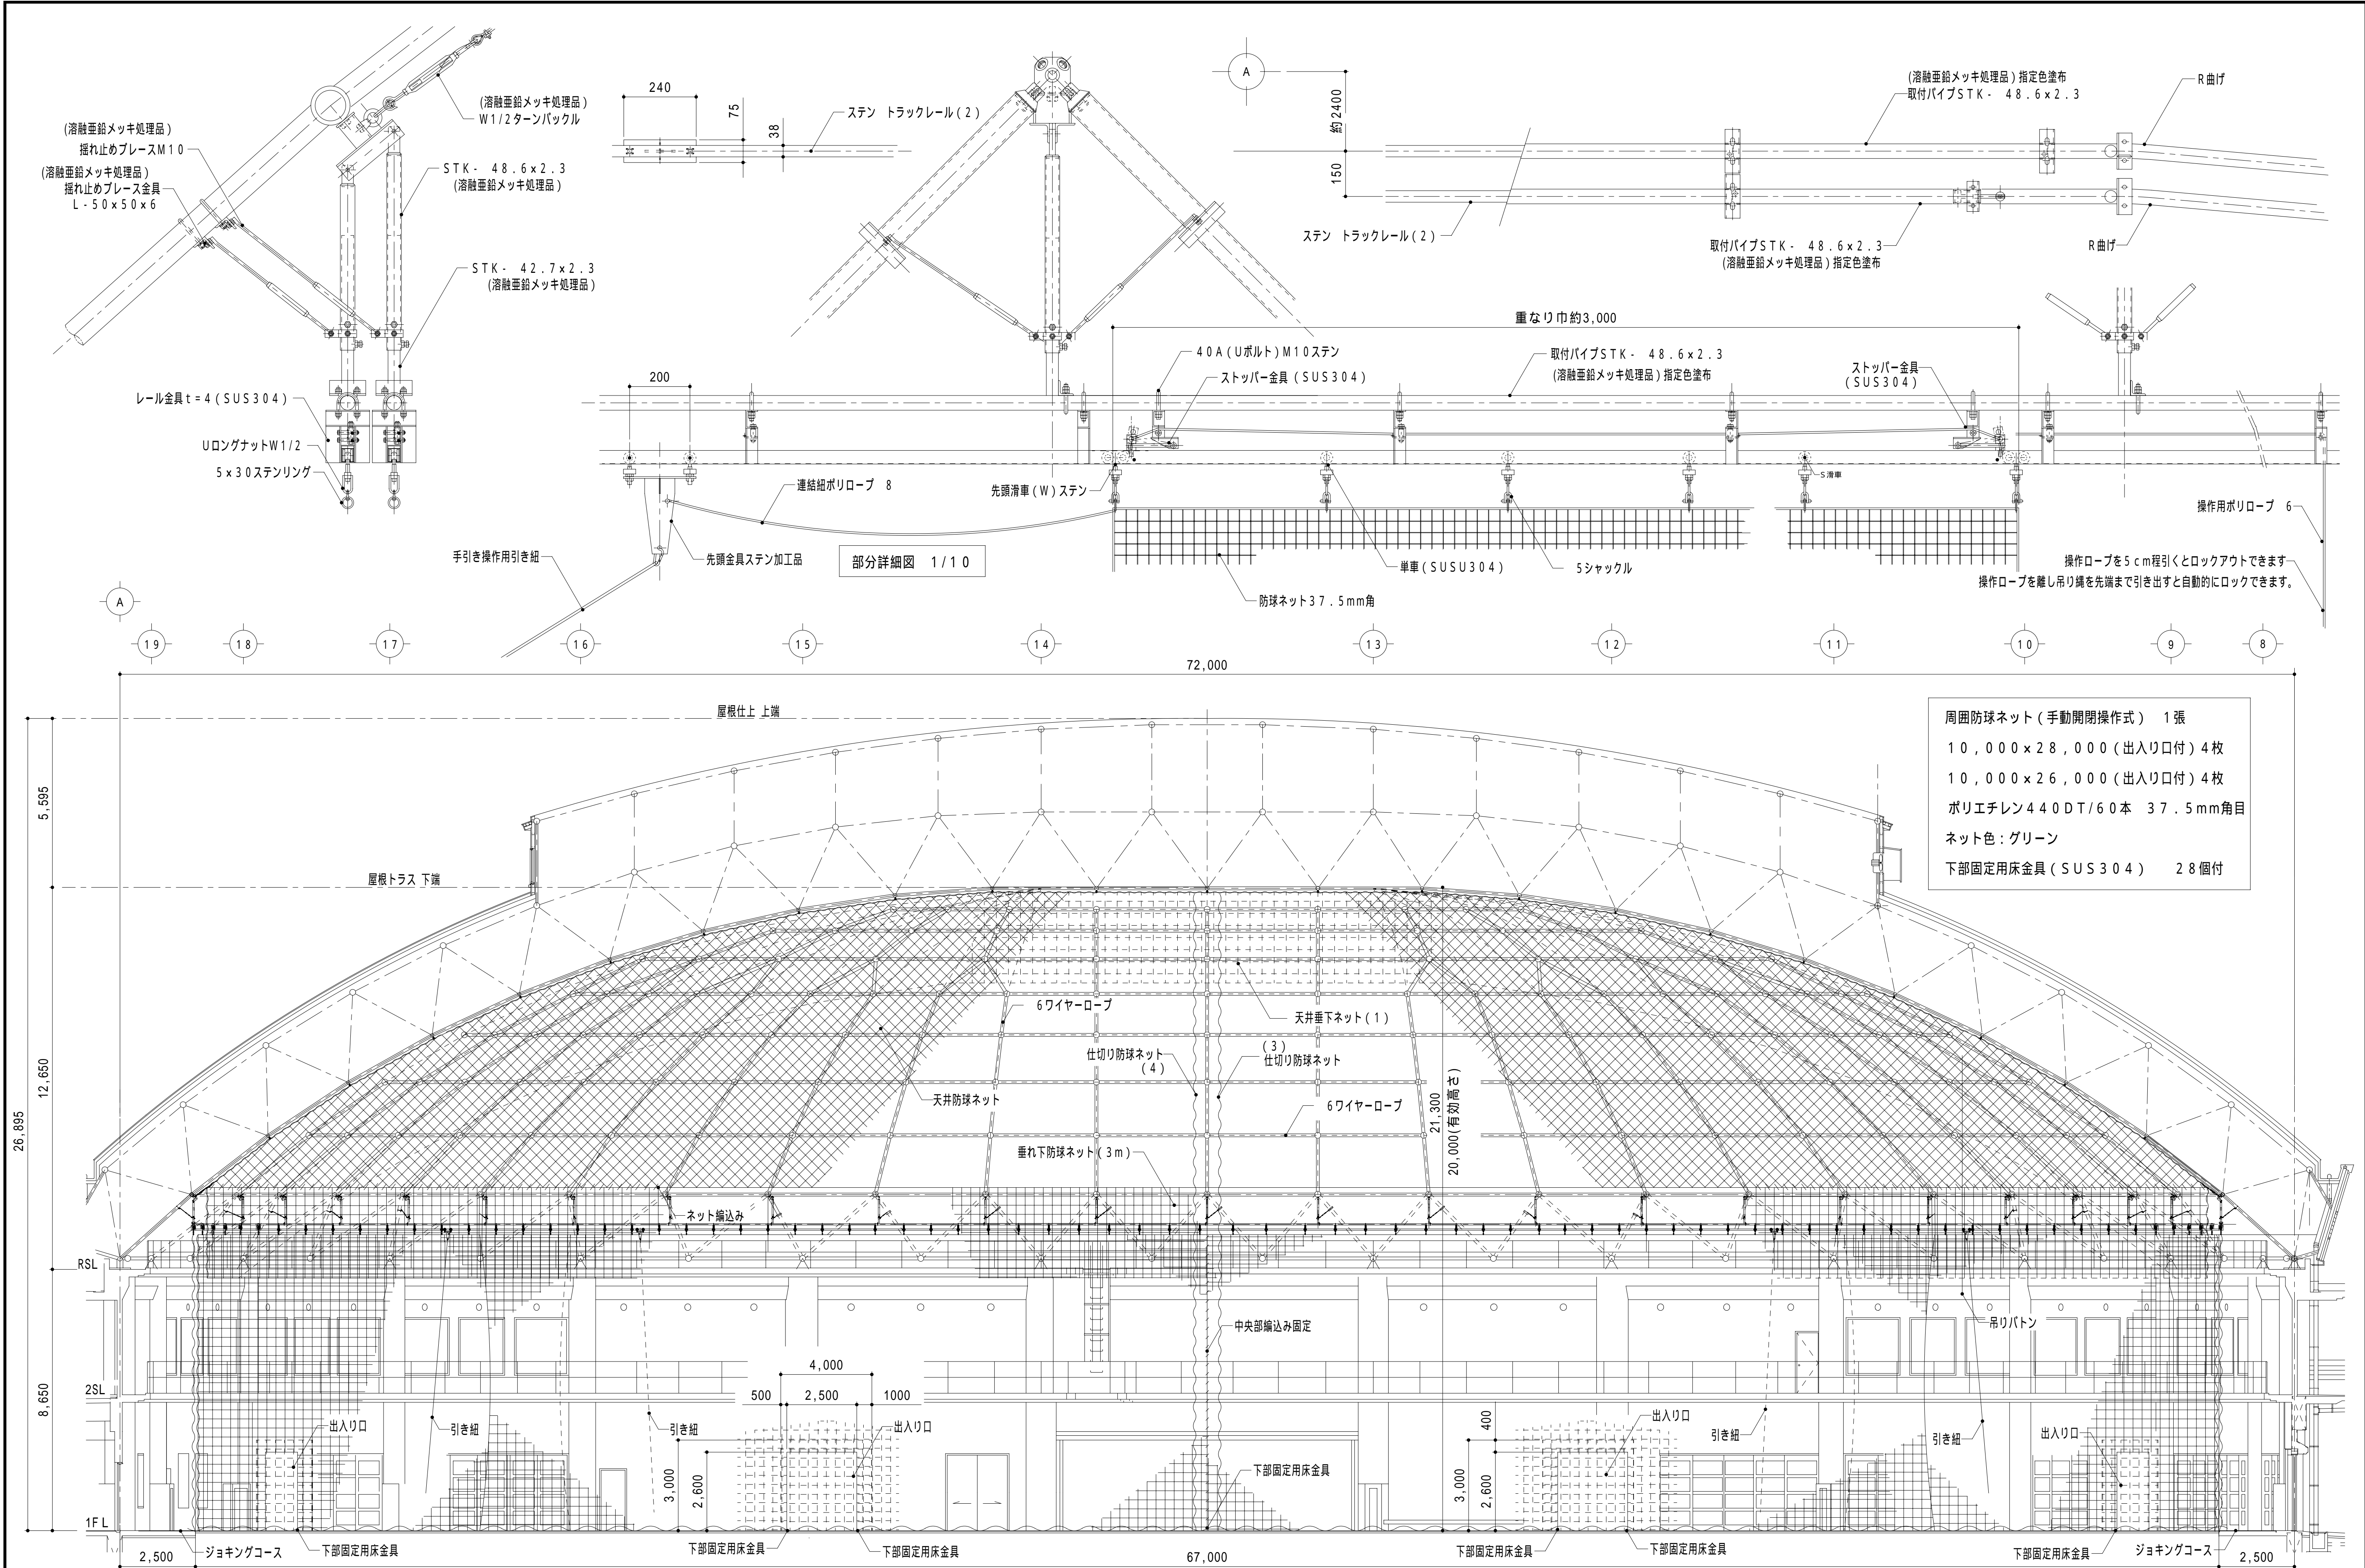 (溶融亜鉛メッキ処理品)
W1/2ターンバックル
(溶融亜鉛メッキ処理品)
揺れ止めブレースM10
(溶融亜鉛メッキ処理品)
揺れ止めブレース金具
L-50x50x6
STK- 48.6x2.3
(溶融亜鉛メッキ処理品)
STK- 42.7x2.3
(溶融亜鉛メッキ処理品)
レール金具t=4(SUS304)
UロングナットW1/2
5x30ステンリング
240
75
38
ステン トラックレール(2)
A
約2400
150
(溶融亜鉛メッキ処理品)指定色塗布
取付パイプSTK- 48.6x2.3
R曲げ
ステン トラックレール(2)
取付パイプSTK- 48.6x2.3
(溶融亜鉛メッキ処理品)指定色塗布
R曲げ
重なり巾約3,000
40A(Uボルト)M10ステン
ストッパー金具(SUS304)
取付パイプSTK- 48.6x2.3
(溶融亜鉛メッキ処理品)指定色塗布
ストッパー金具
(SUS304)
200
連結紐ポリロープ 8
先頭滑車(W)ステン
S滑車
手引き操作用引き紐
先頭金具ステン加工品
部分詳細図 1/10
単車(SUSU304)
5シャックル
防球ネット37.5mm角
操作用ポリロープ 6
操作ロープを5cm程引くとロックアウトできます
操作ロープを離し吊り縄を先端まで引き出すと自動的にロックできます。
A
19
18
17
16
15
14
13
12
11
10
9
8
72,000
屋根仕上 上端
周囲防球ネット(手動開閉操作式) 1張
10,000x28,000(出入り口付)4枚
10,000x26,000(出入り口付)4枚
ポリエチレン440DT/60本 37.5mm角目
ネット色:グリーン
下部固定用床金具(SUS304) 28個付
屋根トラス 下端
5,595
12,650
26,895
8,650
6ワイヤーロープ
天井垂下ネット(1)
仕切り防球ネット
(4)
(3)
仕切り防球ネット
天井防球ネット
6ワイヤーロープ
21,300
20,000(有効高さ)
垂れ下防球ネット(3m)
ネット編込み
RSL
中央部編込み固定
吊りバトン
2SL
4,000
500
2,500
1000
出入り口
引き紐
引き紐
出入り口
400
出入り口
引き紐
引き紐
出入り口
3,000
2,600
下部固定用床金具
3,000
2,600
1FL
2,500
ジョキングコース
下部固定用床金具
下部固定用床金具
下部固定用床金具
67,000
下部固定用床金具
下部固定用床金具
下部固定用床金具
ジョキングコース
2,500